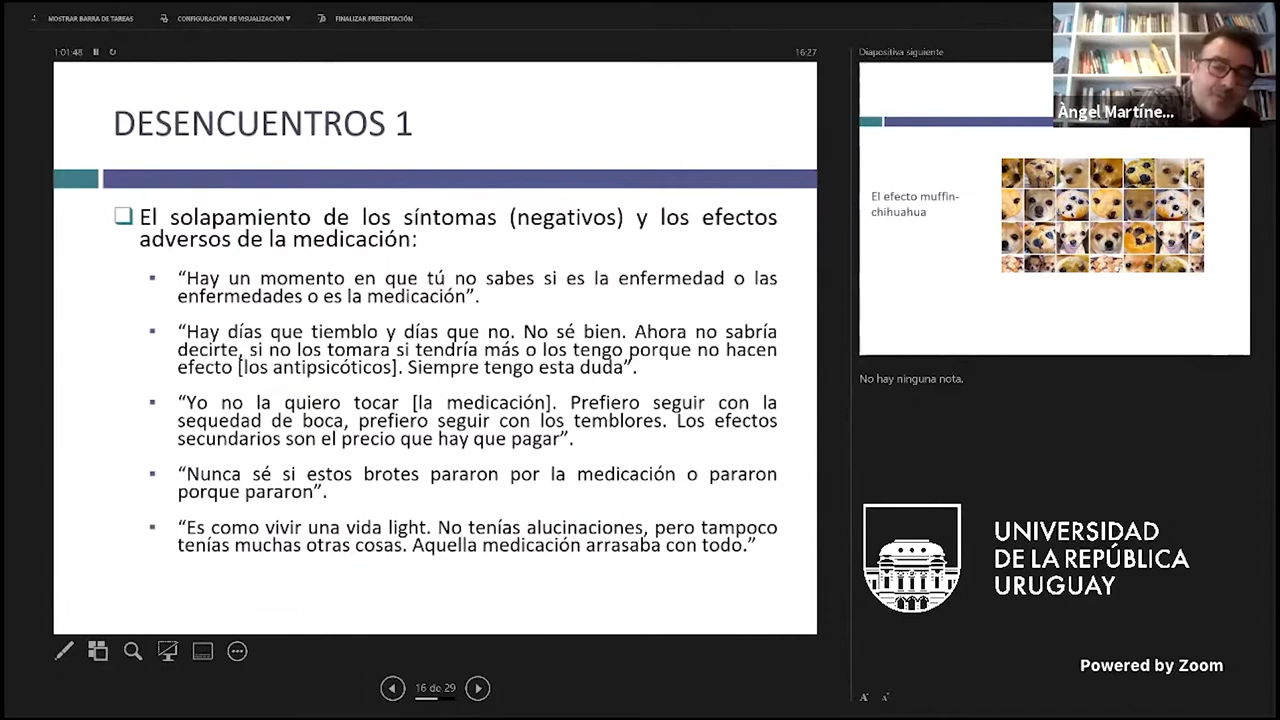 MOSTRAR BARRA DE TAREAS
CONFIGURACIÓN DE VISUALIZACIÓN ▼
FINALIZAR PRESENTACIÓN
1:01:48
16:27
DESENCUENTROS 1
El solapamiento de los síntomas (negativos) y los efectos
adversos de la medicación:
“Hay un momento en que tú no sabes si es la enfermedad o las
enfermedades o es la medicación”.
“Hay días que tiemblo y días que no. No sé bien. Ahora no sabría
decirte, si no los tomara si tendría más o los tengo porque no hacen
efecto [los antipsicóticos]. Siempre tengo esta duda”.
“Yo no la quiero tocar [la medicación]. Prefiero seguir con la
sequedad de boca, prefiero seguir con los temblores. Los efectos
secundarios son el precio que hay que pagar”.
“Nunca sé si estos brotes pararon por la medicación o pararon
porque pararon”.
“Es como vivir una vida light. No tenías alucinaciones, pero tampoco
tenías muchas otras cosas. Aquella medicación arrasaba con todo.”
16 de 29
Diapositiva siguiente
Àngel Martíne...
El efecto muffin-
chihuahua
No hay ninguna nota.
UNIVERSIDAD
DE LA REPÚBLICA
URUGUAY
Powered by Zoom
A
A